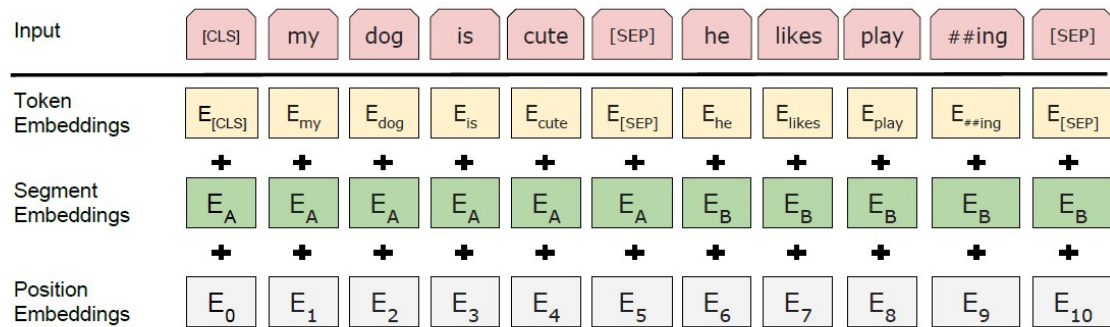 Input [CLS] my dog is cute [SEP] he likes play ##ing [SEP]
Token Embeddings E[CLS] Emy Edog Eis Ecute E[SEP] Ehe Elikes Eplay E##ing E[SEP]
+ + + + + + + + + + +
Segment Embeddings EA EA EA EA EA EA EB EB EB EB EB
+ + + + + + + + + + +
Position Embeddings E0 E1 E2 E3 E4 E5 E6 E7 E8 E9 E10